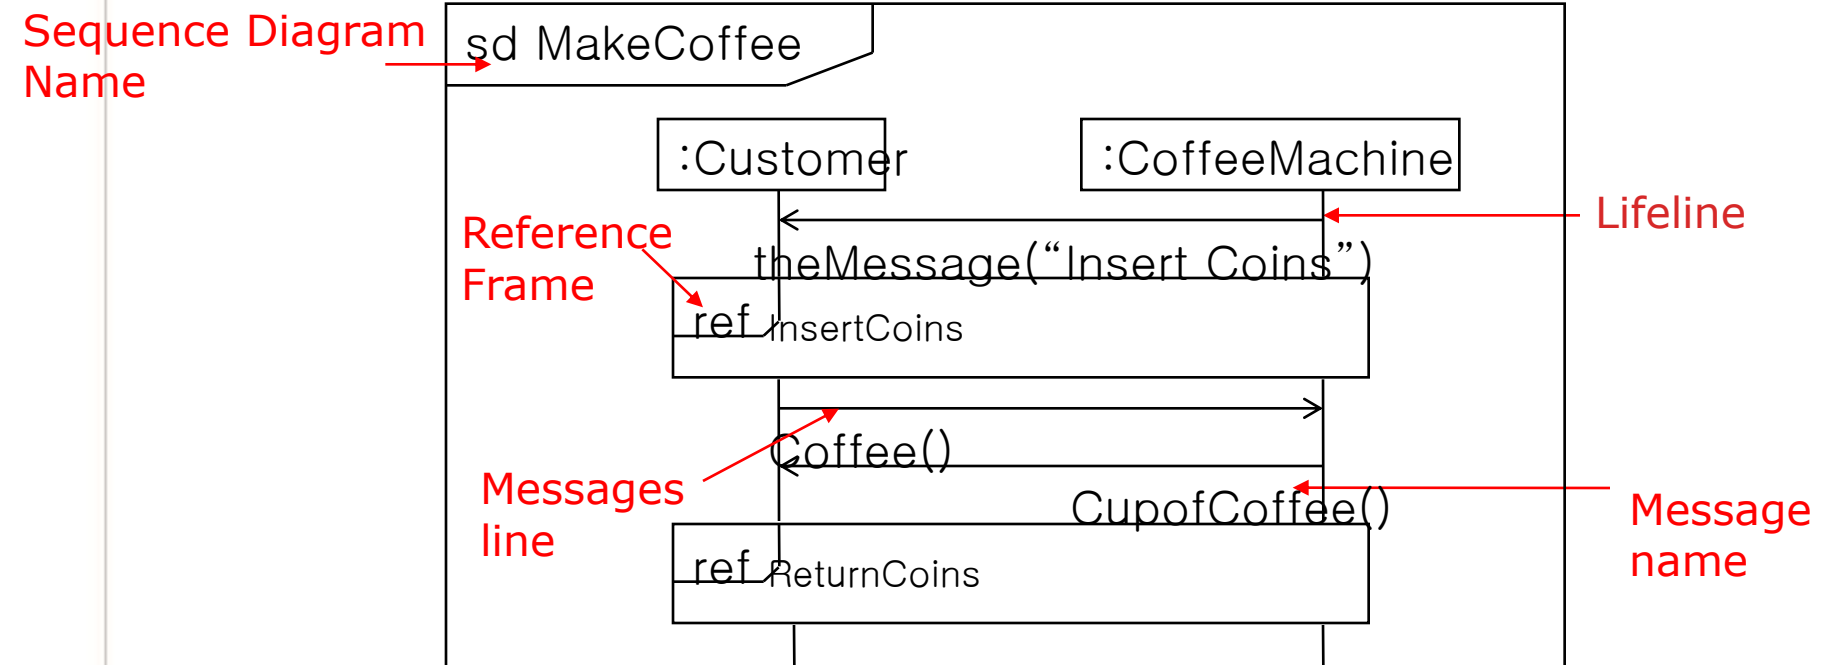 Sequence Diagram
Name
sd MakeCoffee
:Customer
:CoffeeMachine
Lifeline
Reference
Frame
theMessage(“Insert Coins”)
ref InsertCoins
Coffee()
Messages
line
CupofCoffee()
Message
name
ref ReturnCoins